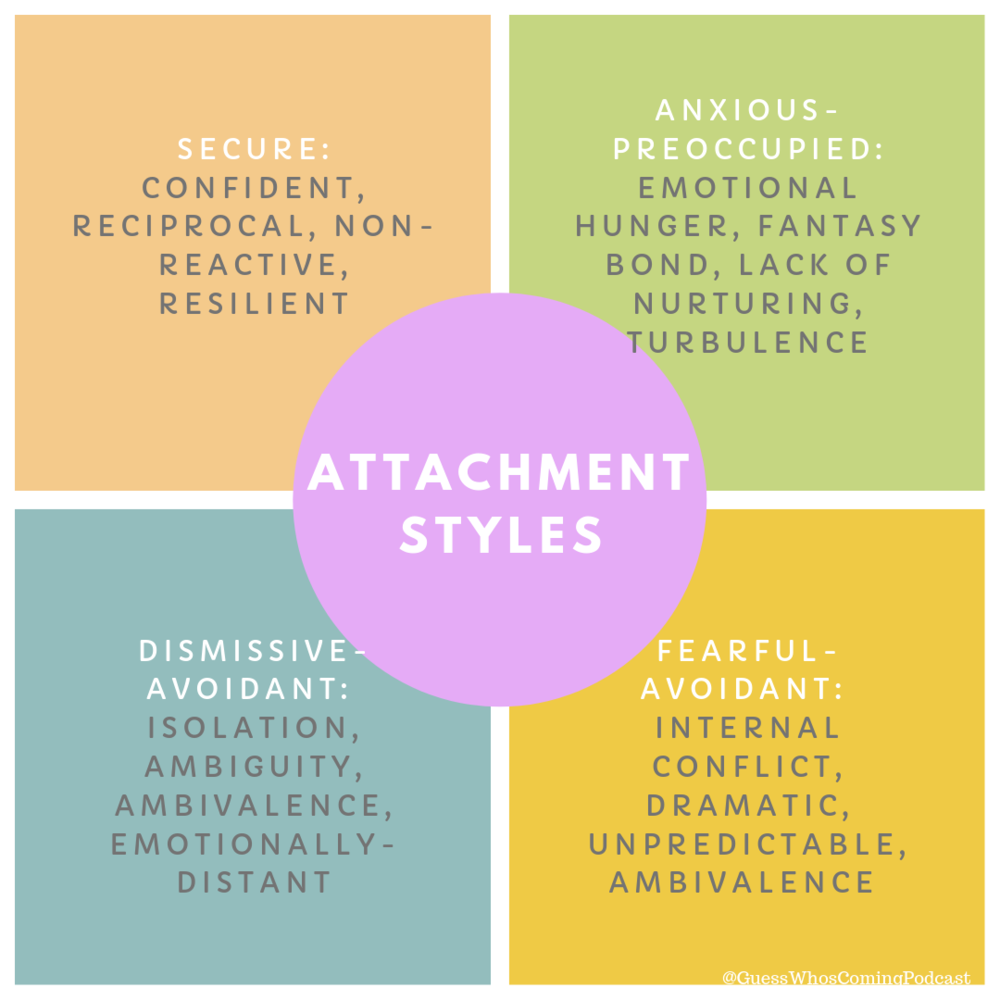 SECURE:
CONFIDENT,
RECIPROCAL, NON-
REACTIVE,
RESILIENT
ANXIOUS-
PREOCCUPIED:
EMOTIONAL
HUNGER, FANTASY
BOND, LACK OF
NURTURING,
TURBULENCE
ATTACHMENT
STYLES
DISMISSIVE-
AVOIDANT:
ISOLATION,
AMBIGUITY,
AMBIVALENCE,
EMOTIONALLY-
DISTANT
FEARFUL-
AVOIDANT:
INTERNAL
CONFLICT,
DRAMATIC,
UNPREDICTABLE,
AMBIVALENCE
@GuessWhosComingPodcast